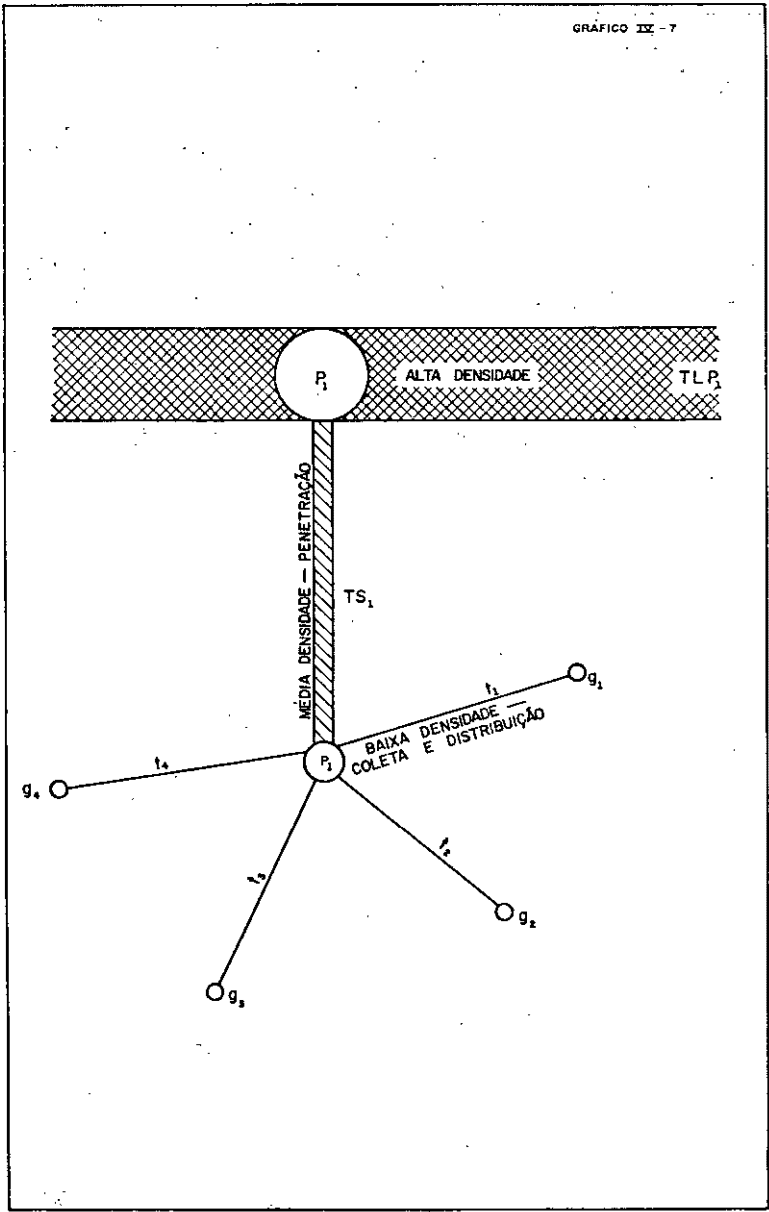 GRÁFICO IV - 7
P₁
ALTA DENSIDADE
TLP₁
MÉDIA DENSIDADE — PENETRAÇÃO
TS₁
t₁
g₁
BAIXA DENSIDADE —
COLETA E DISTRIBUIÇÃO
P₁
t₄
g₄
t₂
g₂
t₃
g₃